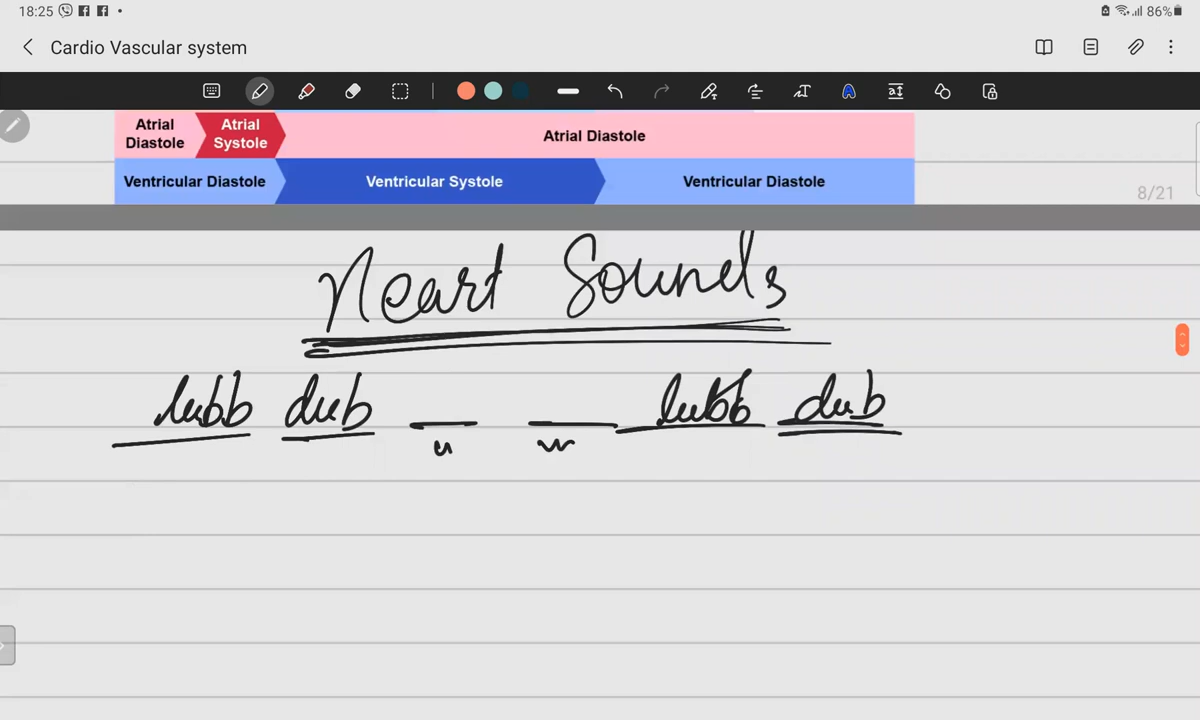 18:25 86%
Cardio Vascular system
Atrial Diastole Atrial Systole Atrial Diastole
Ventricular Diastole Ventricular Systole Ventricular Diastole
8/21
Heart Sounds
lubb dub lubb dub